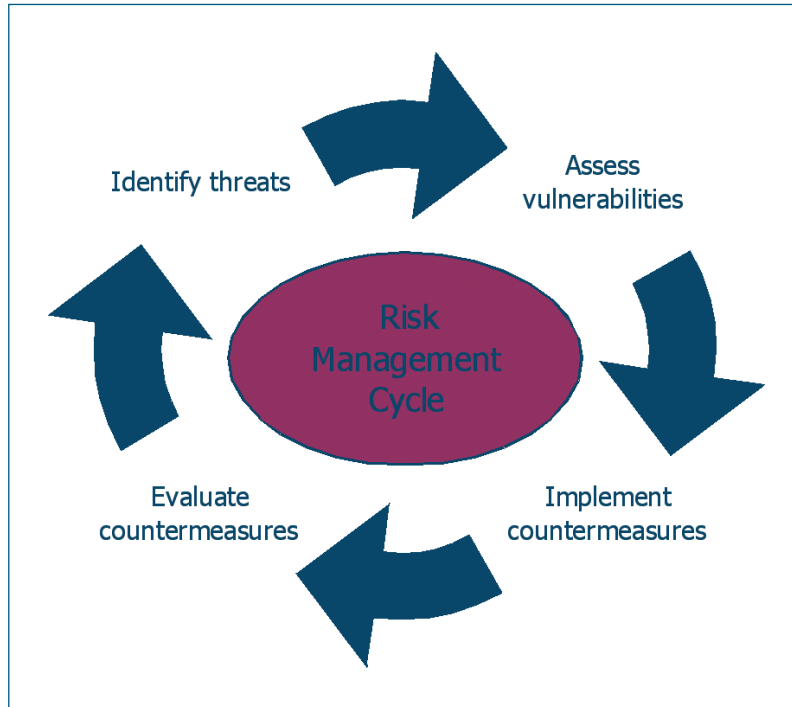 Identify threats
Assess
vulnerabilities
Risk
Management
Cycle
Evaluate
countermeasures
Implement
countermeasures